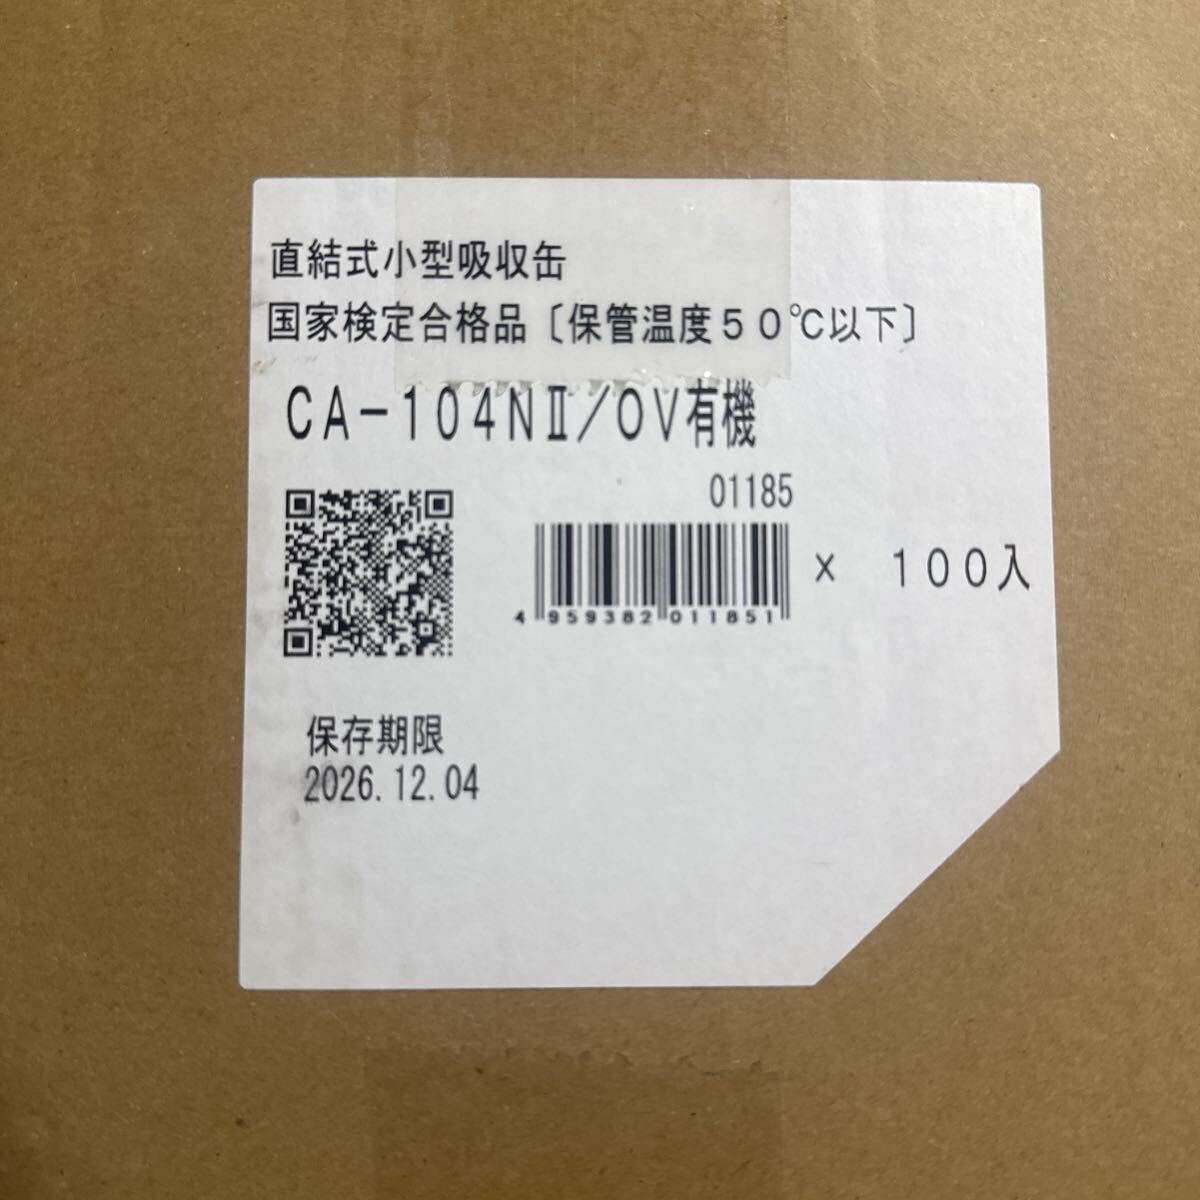 直結式小型吸収缶
国家検定合格品〔保管温度５０℃以下〕
ＣＡ－１０４ＮⅡ／ＯＶ有機
01185
4 959382 011851
× １００入
保存期限
2026.12.04